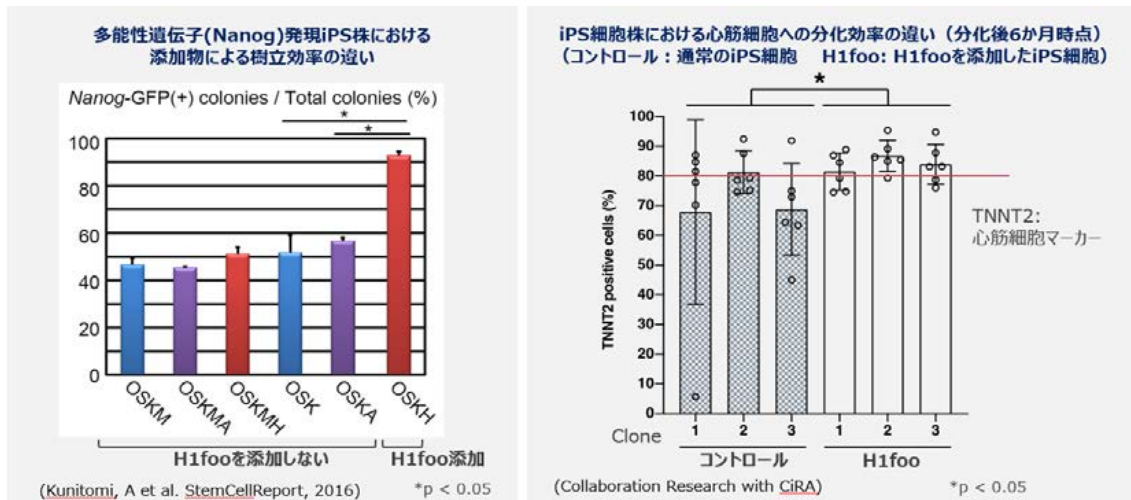 多能性遺伝子(Nanog)発現iPS株における
添加物による樹立効率の違い
Nanog-GFP(+) colonies / Total colonies (%)
*
*
100
80
60
40
20
0
OSKM
OSKMA
OSKMH
OSK
OSKA
OSKH
H1fooを添加しない
H1foo添加
(Kunitomi, A et al. StemCellReport, 2016)
*p < 0.05
iPS細胞株における心筋細胞への分化効率の違い（分化後6か月時点）
（コントロール：通常のiPS細胞　H1foo: H1fooを添加したiPS細胞）
*
TNNT2 positive cells (%)
100
90
80
70
60
50
40
30
20
10
0
TNNT2:
心筋細胞マーカー
Clone
1
2
3
1
2
3
コントロール
H1foo
(Collaboration Research with CiRA)
*p < 0.05